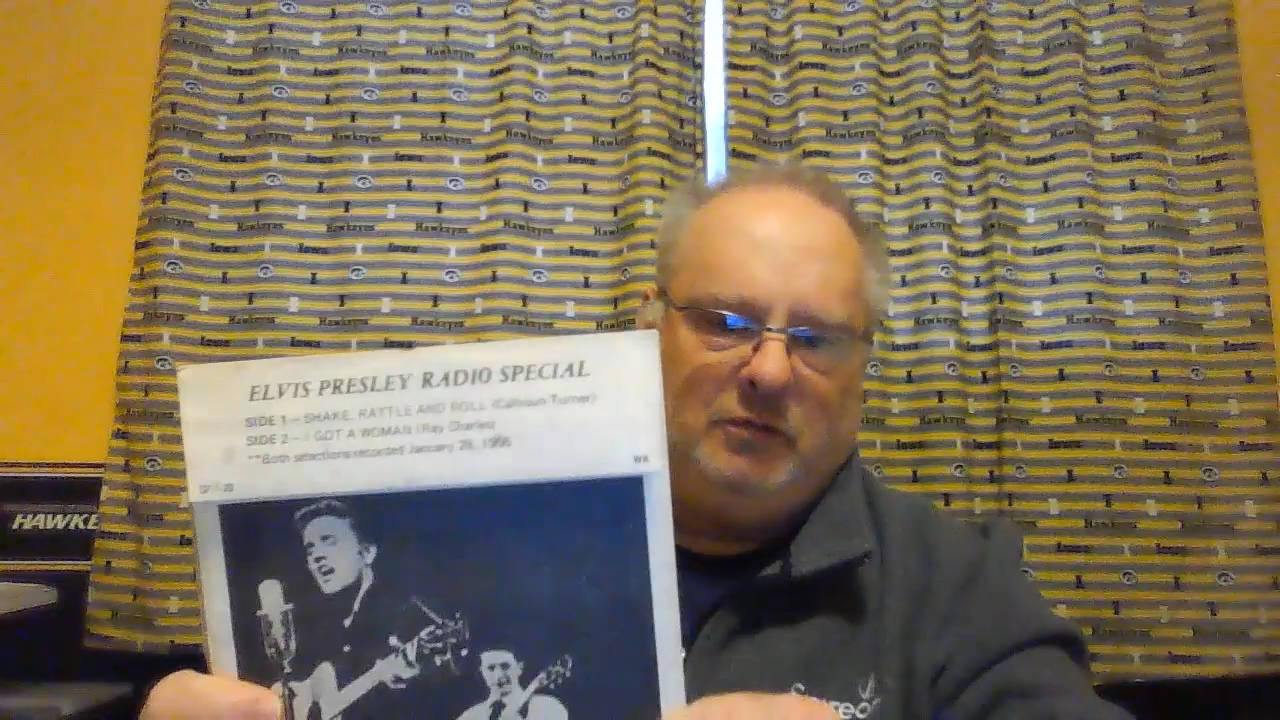 ELVIS PRESLEY RADIO SPECIAL
SIDE 1 – SHAKE, RATTLE AND ROLL (Calhoun-Turner)
SIDE 2 – I GOT A WOMAN (Ray Charles)
**Both selections recorded January 28, 1956
Hawkeyes
Iowa
HAWKE